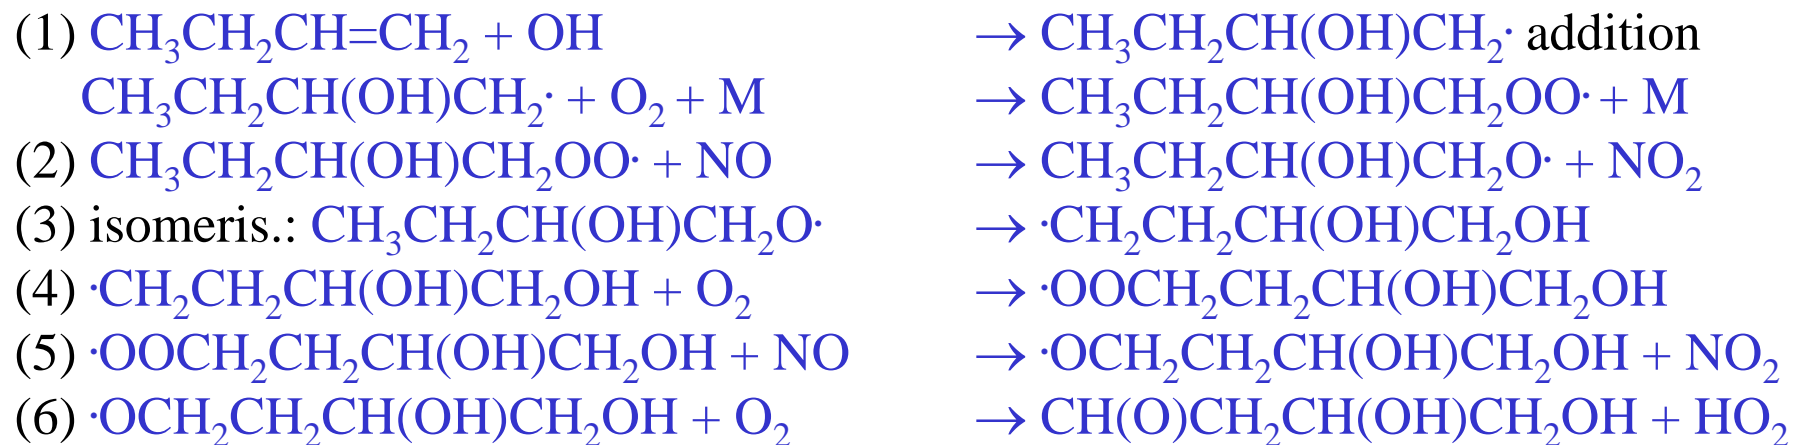 (1) CH₃CH₂CH=CH₂ + OH → CH₃CH₂CH(OH)CH₂· addition
CH₃CH₂CH(OH)CH₂· + O₂ + M → CH₃CH₂CH(OH)CH₂OO· + M
(2) CH₃CH₂CH(OH)CH₂OO· + NO → CH₃CH₂CH(OH)CH₂O· + NO₂
(3) isomeris.: CH₃CH₂CH(OH)CH₂O· → ·CH₂CH₂CH(OH)CH₂OH
(4) ·CH₂CH₂CH(OH)CH₂OH + O₂ → ·OOCH₂CH₂CH(OH)CH₂OH
(5) ·OOCH₂CH₂CH(OH)CH₂OH + NO → ·OCH₂CH₂CH(OH)CH₂OH + NO₂
(6) ·OCH₂CH₂CH(OH)CH₂OH + O₂ → CH(O)CH₂CH(OH)CH₂OH + HO₂